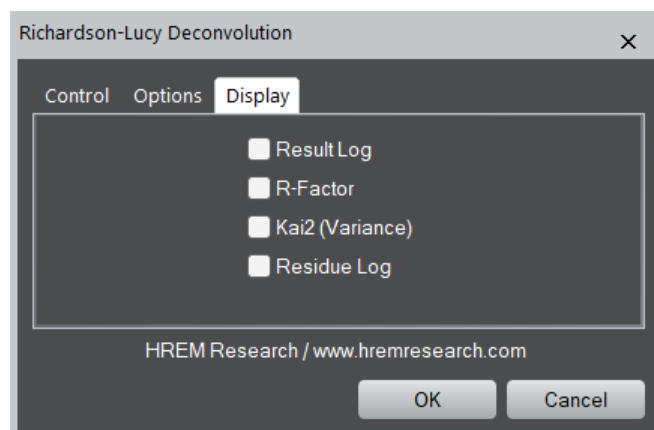 Richardson-Lucy Deconvolution
Control Options Display
Result Log
R-Factor
Kai2 (Variance)
Residue Log
HREM Research / www.hremresearch.com
OK Cancel